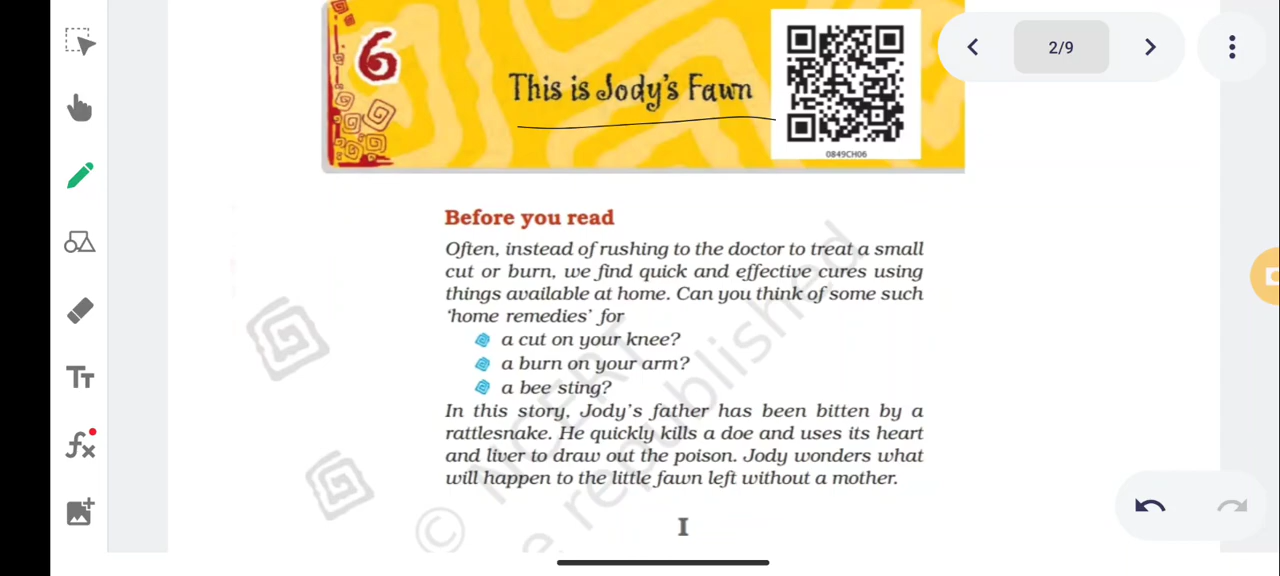 6
This is Jody's Fawn
0849CH06
2/9
Before you read
Often, instead of rushing to the doctor to treat a small
cut or burn, we find quick and effective cures using
things available at home. Can you think of some such
'home remedies' for
a cut on your knee?
a burn on your arm?
a bee sting?
In this story, Jody's father has been bitten by a
rattlesnake. He quickly kills a doe and uses its heart
and liver to draw out the poison. Jody wonders what
will happen to the little fawn left without a mother.
I
© NCERT
republished
Tт
fx